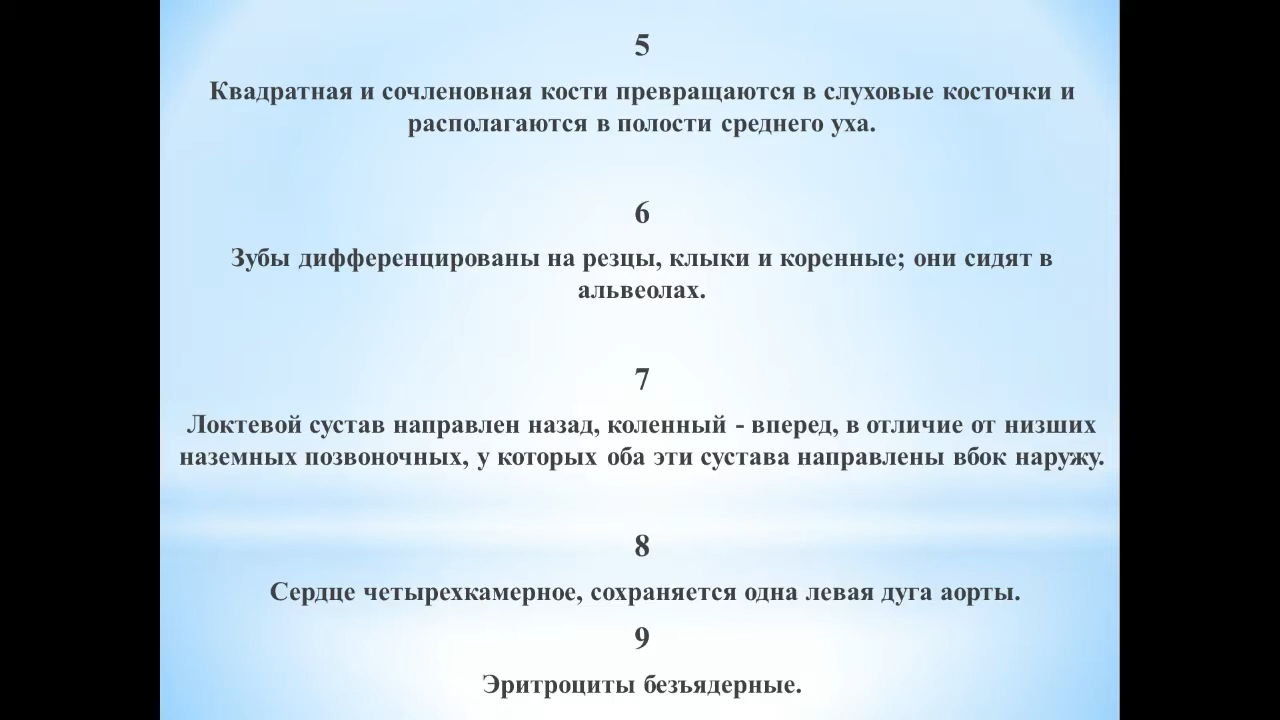 5
Квадратная и сочленовная кости превращаются в слуховые косточки и
располагаются в полости среднего уха.
6
Зубы дифференцированы на резцы, клыки и коренные; они сидят в
альвеолах.
7
Локтевой сустав направлен назад, коленный - вперед, в отличие от низших
наземных позвоночных, у которых оба эти сустава направлены вбок наружу.
8
Сердце четырехкамерное, сохраняется одна левая дуга аорты.
9
Эритроциты безъядерные.